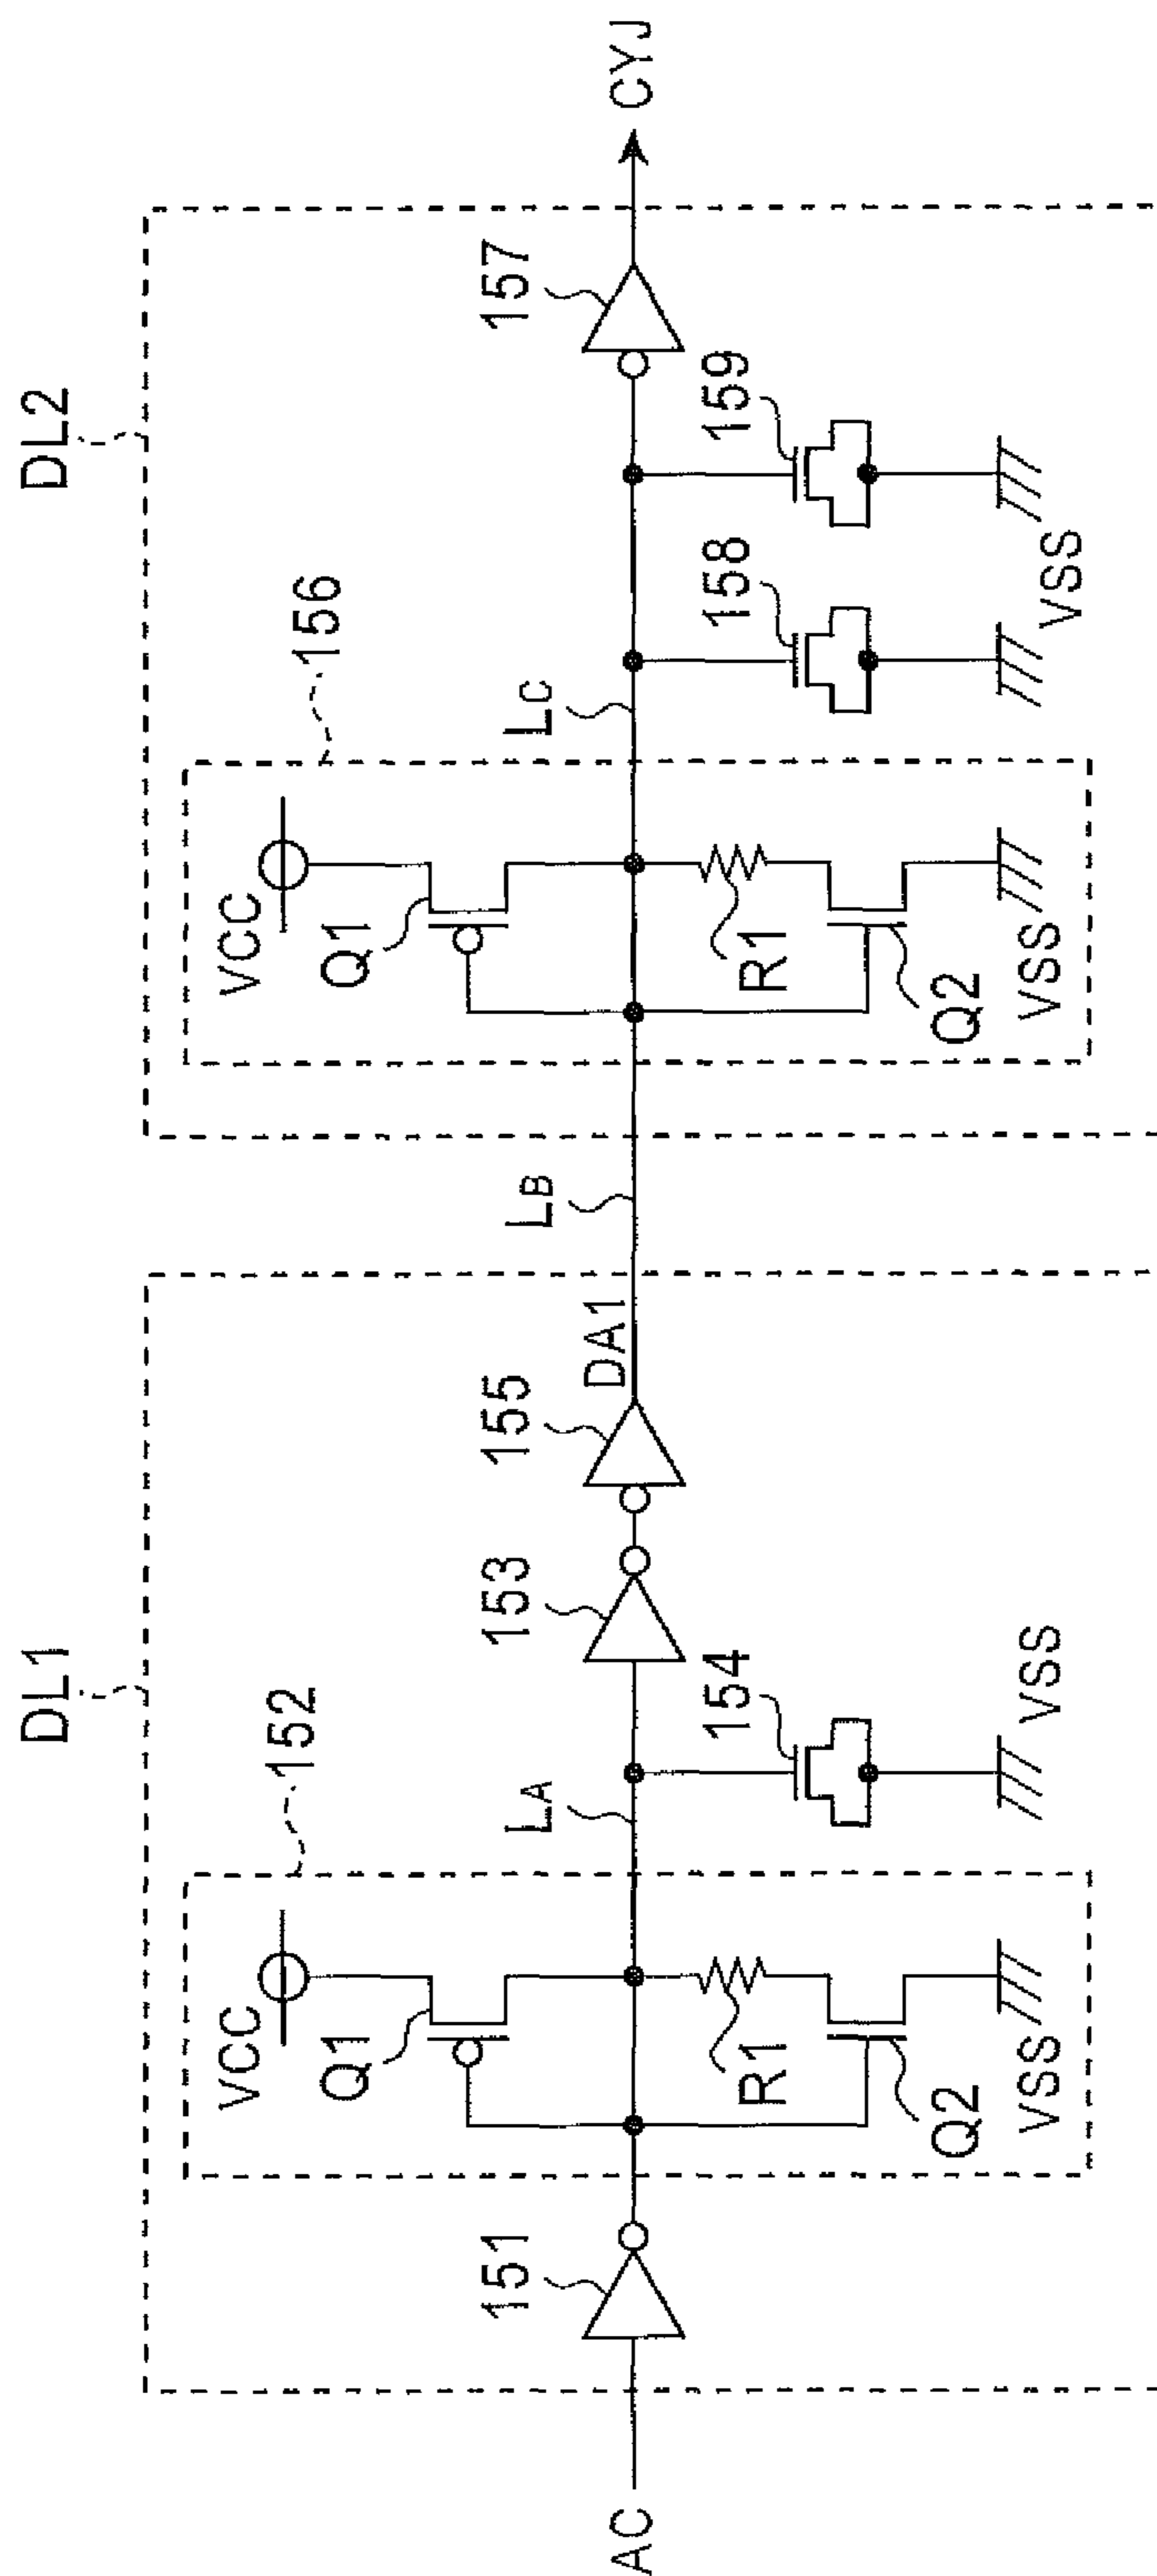 DL1
DL2
152
156
VCC
VCC
Q1
Q1
151
LA
153
155
DA1
LB
LC
157
AC
CYJ
R1
154
R1
158
159
Q2
Q2
VSS
VSS
VSS
VSS